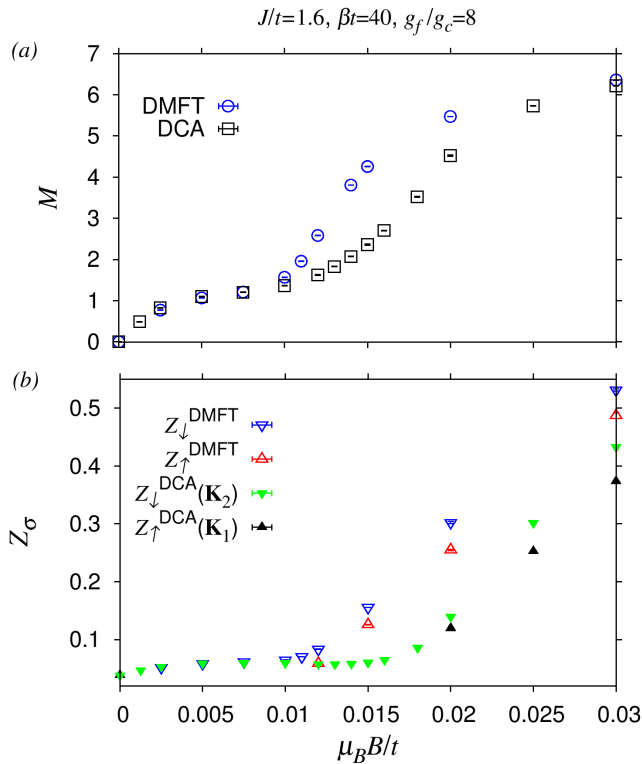 J/t=1.6, βt=40, g_f/g_c=8
(a)
7
6
5
4
3
2
1
0
M
DMFT
DCA
(b)
0.5
0.4
0.3
0.2
0.1
Z_σ
Z_↓^DMFT
Z_↑^DMFT
Z_↓^DCA(K_2)
Z_↑^DCA(K_1)
0 0.005 0.01 0.015 0.02 0.025 0.03
μ_B B/t